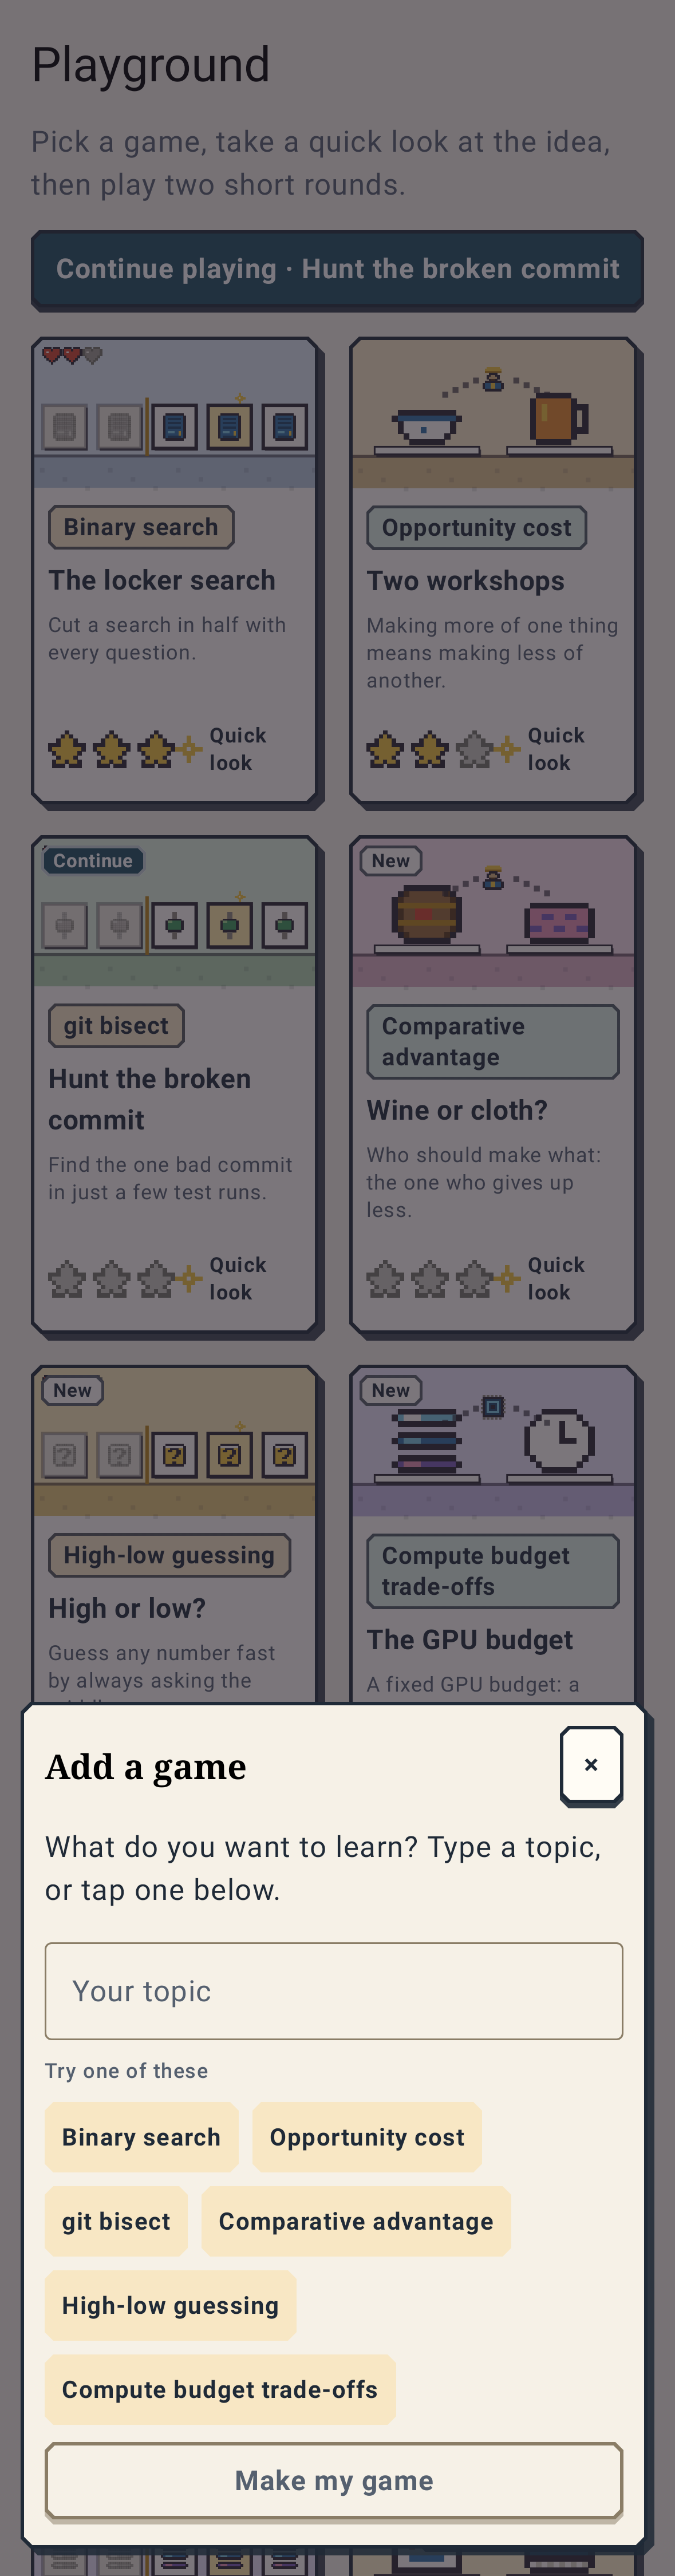 Playground
Pick a game, take a quick look at the idea,
then play two short rounds.
Continue playing · Hunt the broken commit
Binary search
The locker search
Cut a search in half with
every question.
Quick
look
Opportunity cost
Two workshops
Making more of one thing
means making less of
another.
Quick
look
Continue
git bisect
Hunt the broken
commit
Find the one bad commit
in just a few test runs.
Quick
look
New
Comparative
advantage
Wine or cloth?
Who should make what:
the one who gives up
less.
Quick
look
New
? ? ? ? ?
High-low guessing
High or low?
Guess any number fast
by always asking the
New
Compute budget
trade-offs
The GPU budget
A fixed GPU budget: a
Add a game
×
What do you want to learn? Type a topic,
or tap one below.
Your topic
Try one of these
Binary search
Opportunity cost
git bisect
Comparative advantage
High-low guessing
Compute budget trade-offs
Make my game